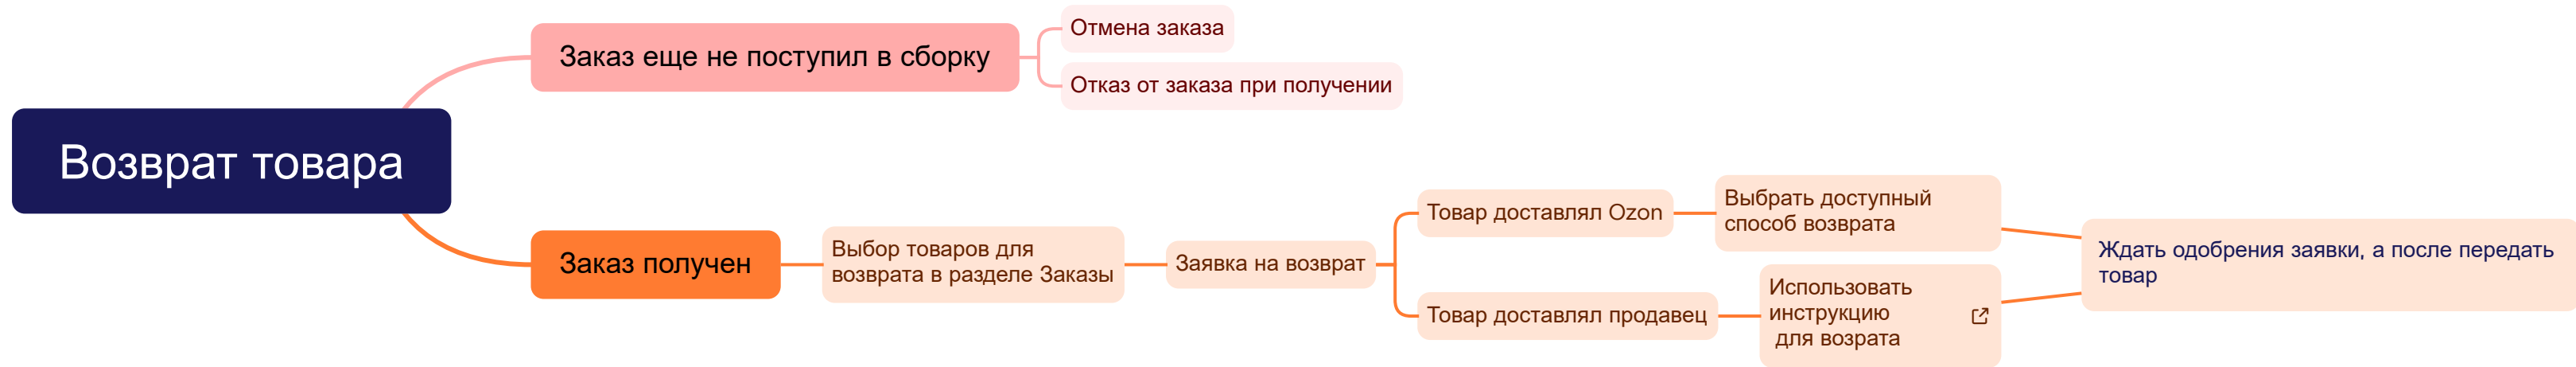 Возврат товара
Заказ еще не поступил в сборку
Отмена заказа
Отказ от заказа при получении
Заказ получен
Выбор товаров для
возврата в разделе Заказы
Заявка на возврат
Товар доставлял Ozon
Выбрать доступный
способ возврата
Товар доставлял продавец
Использовать
инструкцию
для возрата
Ждать одобрения заявки, а после передать
товар